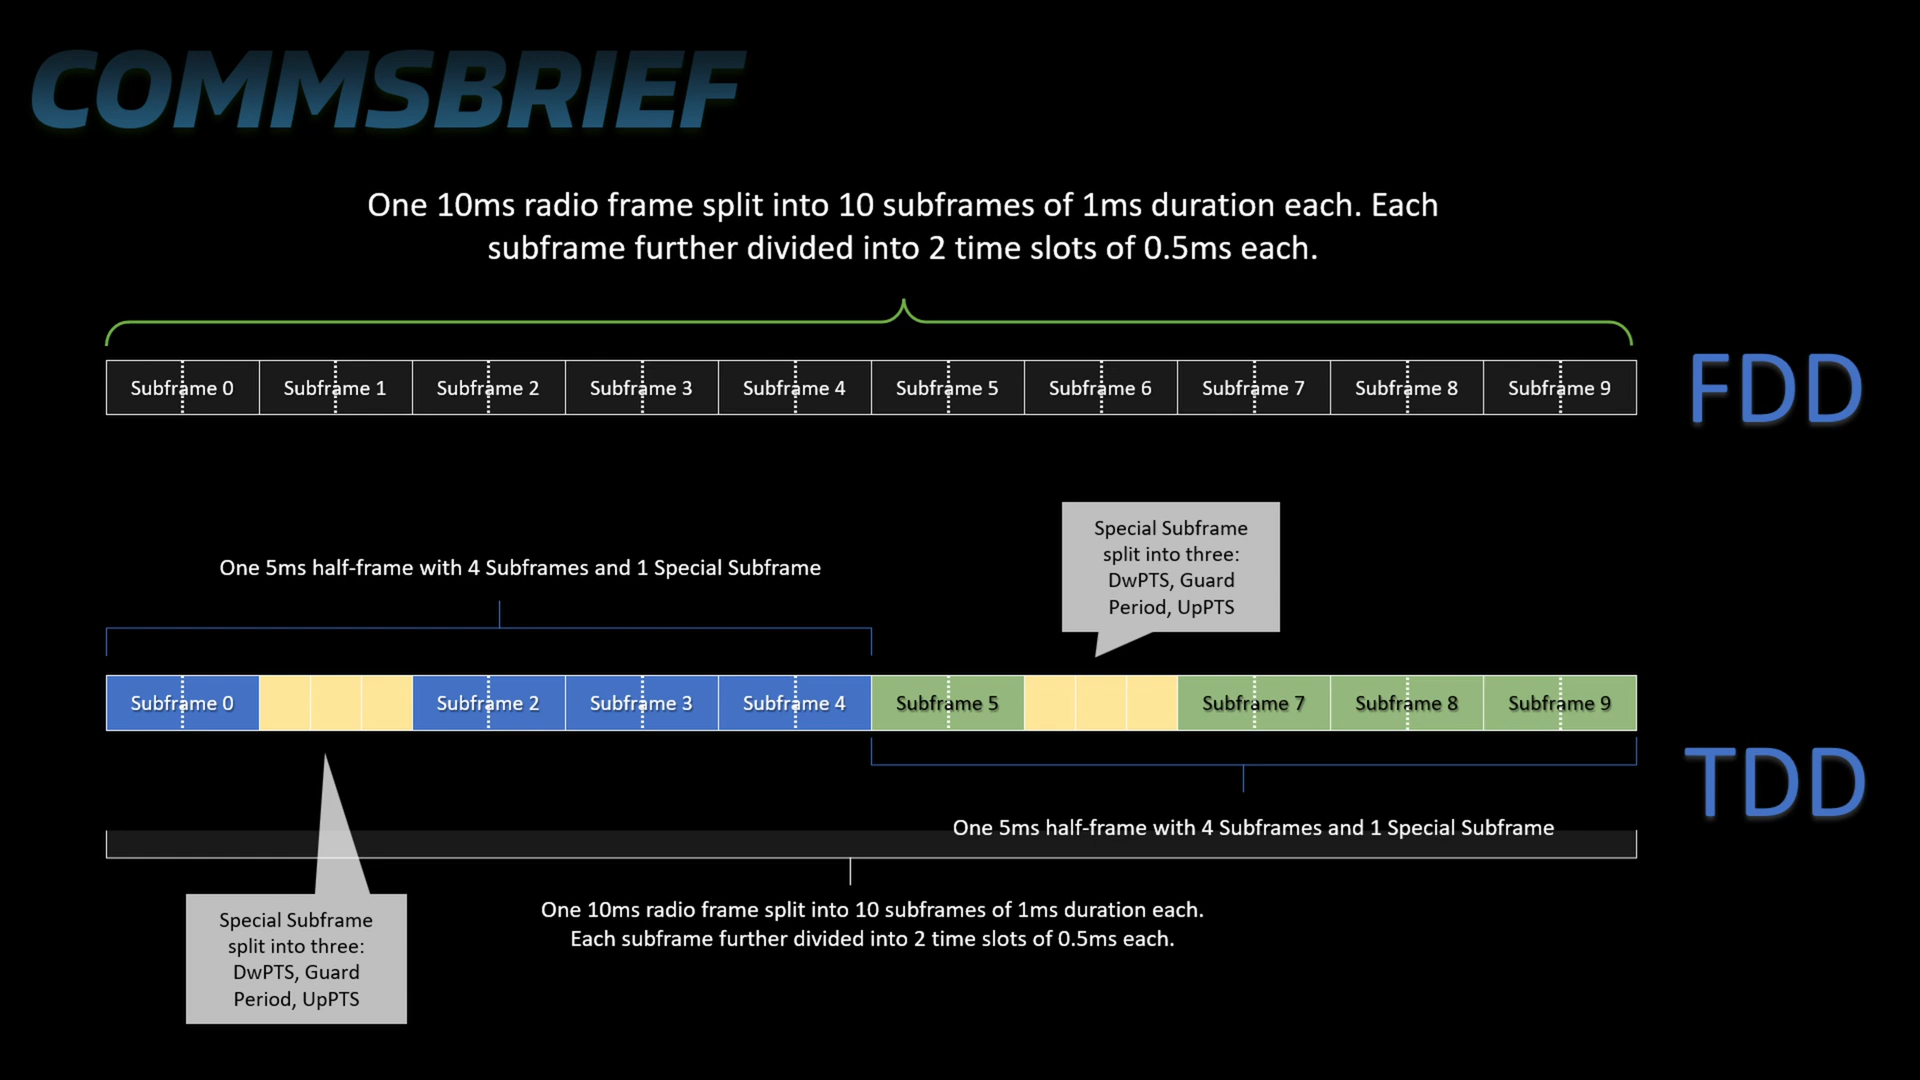 COMMSBRIEF
One 10ms radio frame split into 10 subframes of 1ms duration each. Each
subframe further divided into 2 time slots of 0.5ms each.
Subframe 0 Subframe 1 Subframe 2 Subframe 3 Subframe 4 Subframe 5 Subframe 6 Subframe 7 Subframe 8 Subframe 9
FDD
Special Subframe
split into three:
DwPTS, Guard
Period, UpPTS
One 5ms half-frame with 4 Subframes and 1 Special Subframe
Subframe 0 Subframe 2 Subframe 3 Subframe 4 Subframe 5 Subframe 7 Subframe 8 Subframe 9
TDD
One 5ms half-frame with 4 Subframes and 1 Special Subframe
One 10ms radio frame split into 10 subframes of 1ms duration each.
Each subframe further divided into 2 time slots of 0.5ms each.
Special Subframe
split into three:
DwPTS, Guard
Period, UpPTS